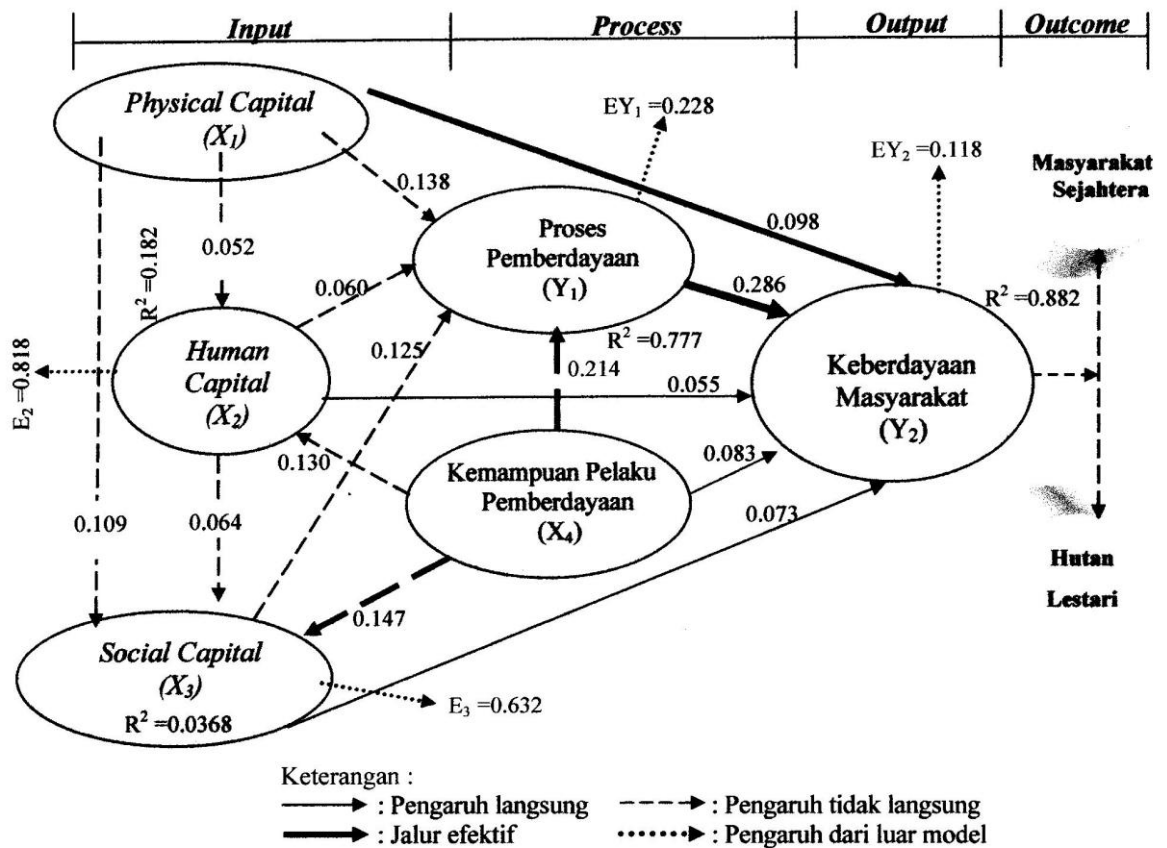 Input Process Output Outcome
Physical Capital
(X₁)
EY₁ =0.228
EY₂ =0.118
Masyarakat
Sejahtera
0.138
0.098
Proses
Pemberdayaan
(Y₁)
0.052
R² =0.182
0.060
0.286
R² =0.882
R² =0.777
0.125
0.214
Human
Capital
(X₂)
E₂ =0.818
0.055
Keberdayaan
Masyarakat
(Y₂)
0.130
0.083
Kemampuan Pelaku
Pemberdayaan
(X₄)
0.109
0.064
0.073
Hutan
Lestari
0.147
Social Capital
(X₃)
R² =0.0368
E₃ =0.632
Keterangan :
: Pengaruh langsung : Pengaruh tidak langsung
: Jalur efektif : Pengaruh dari luar model